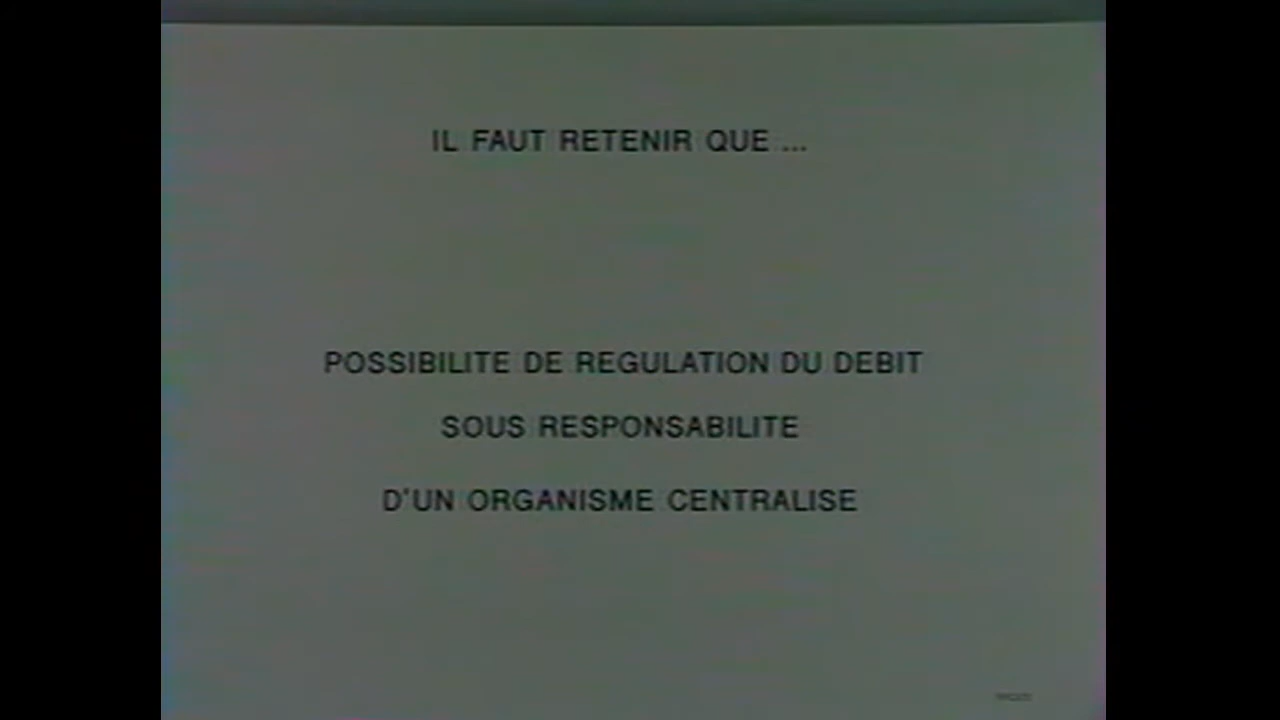 IL FAUT RETENIR QUE ...
POSSIBILITE DE REGULATION DU DEBIT
SOUS RESPONSABILITE
D'UN ORGANISME CENTRALISE